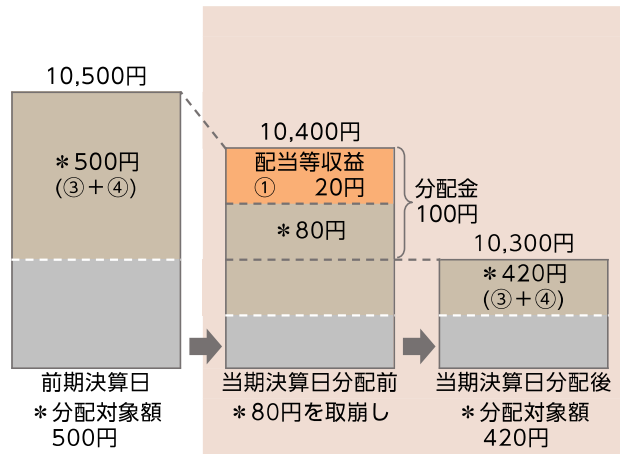 10,500円
＊500円
(③＋④)
前期決算日
＊分配対象額
500円
10,400円
配当等収益
① 20円
＊80円
分配金
100円
当期決算日分配前
＊80円を取崩し
10,300円
＊420円
(③＋④)
当期決算日分配後
＊分配対象額
420円